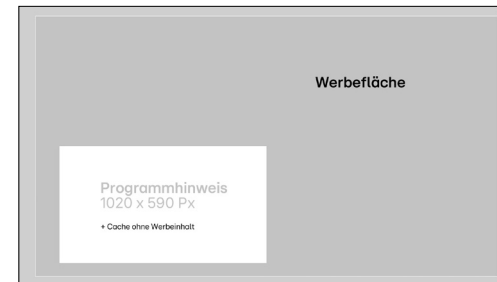 Werbefläche
Programmhinweis
1020 x 590 Px
+ Cache ohne Werbeinhalt